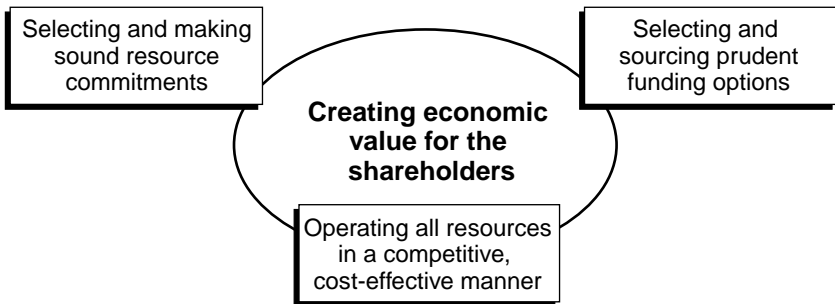 Selecting and making
sound resource
commitments
Selecting and
sourcing prudent
funding options
Creating economic
value for the
shareholders
Operating all resources
in a competitive,
cost-effective manner